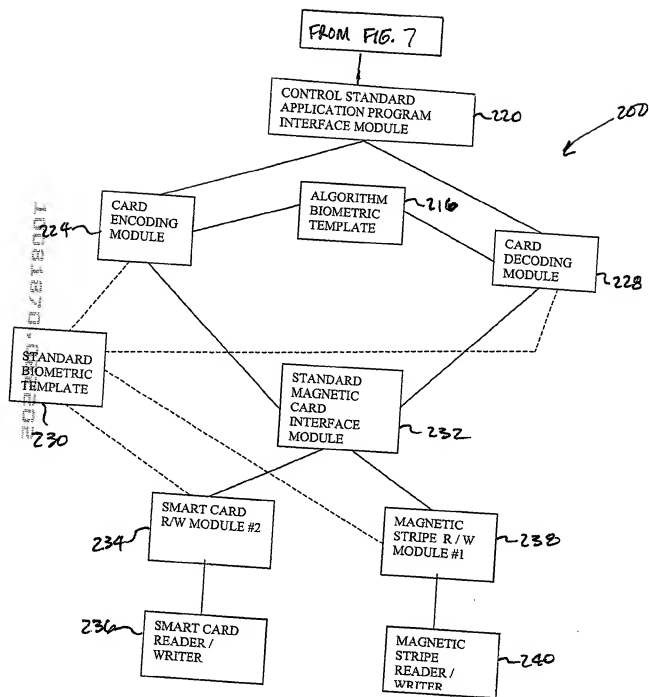 FROM FIG. 7
CONTROL STANDARD
APPLICATION PROGRAM
INTERFACE MODULE
220
200
CARD
ENCODING
MODULE
224
ALGORITHM
BIOMETRIC
TEMPLATE
216
CARD
DECODING
MODULE
228
STANDARD
BIOMETRIC
TEMPLATE
230
STANDARD
MAGNETIC
CARD
INTERFACE
MODULE
232
SMART CARD
R/W MODULE #2
234
MAGNETIC
STRIPE R / W
MODULE #1
238
SMART CARD
READER /
WRITER
236
MAGNETIC
STRIPE
READER /
WRITER
240